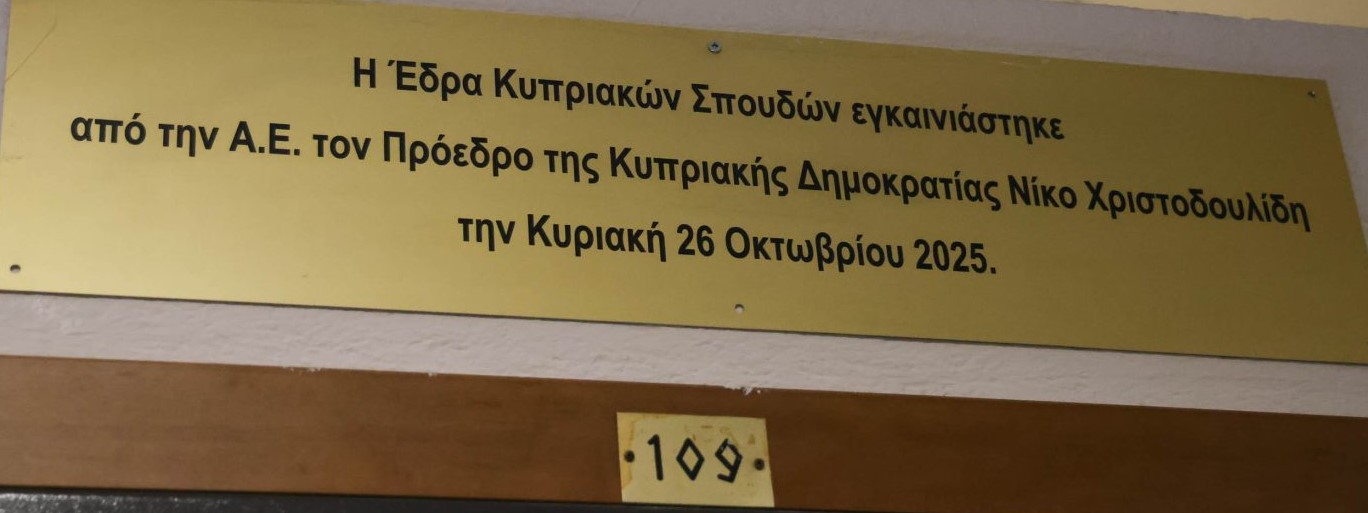 Η Έδρα Κυπριακών Σπουδών εγκαινιάστηκε
από την Α.Ε. τον Πρόεδρο της Κυπριακής Δημοκρατίας Νίκο Χριστοδουλίδη
την Κυριακή 26 Οκτωβρίου 2025.
109